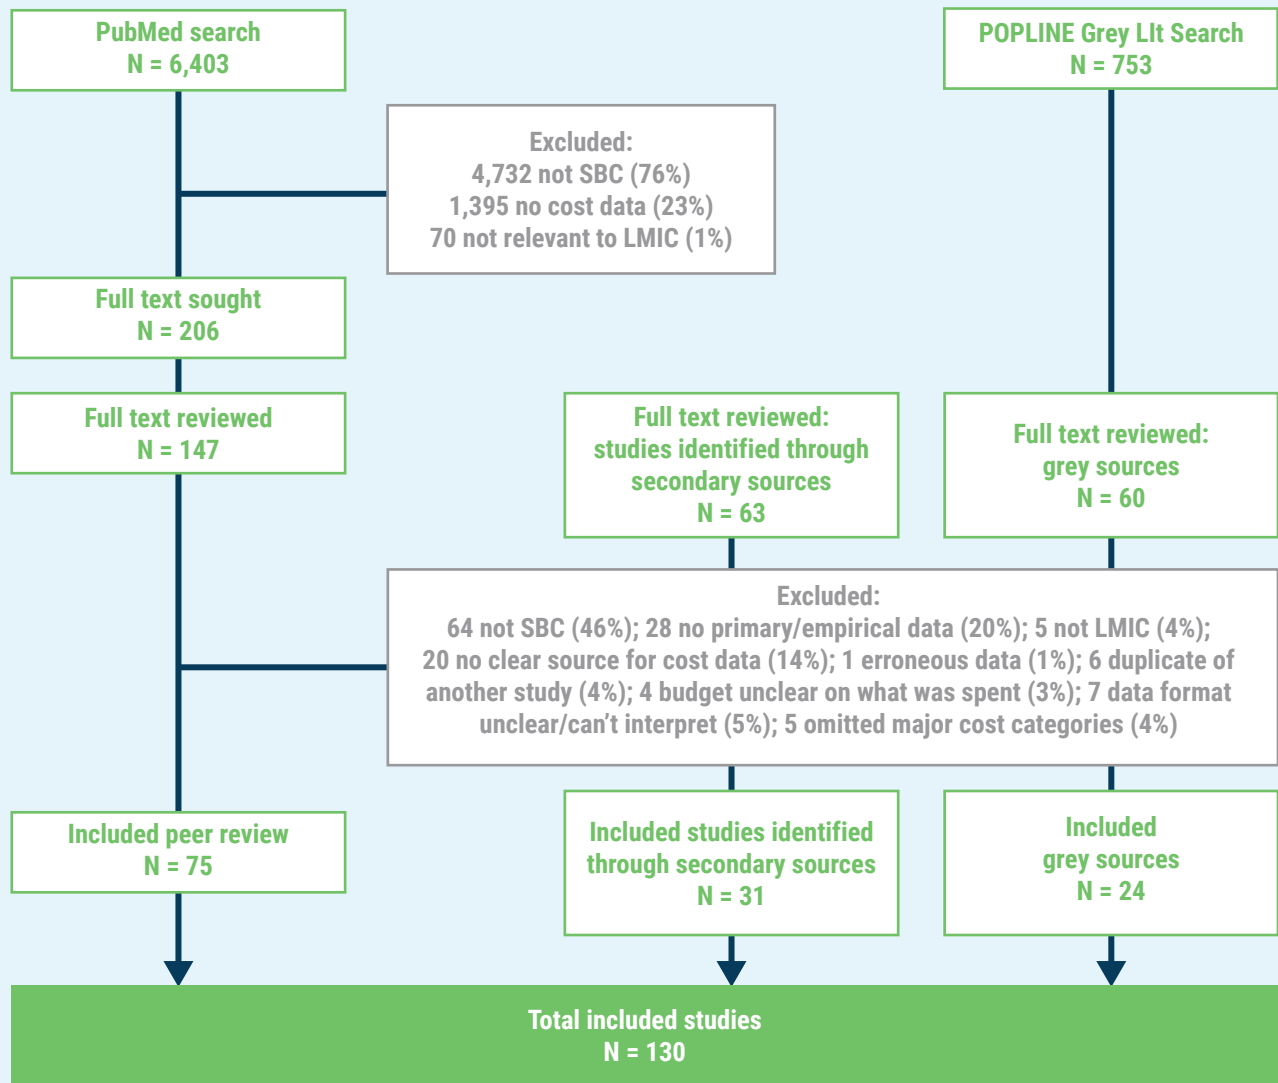 PubMed search
N = 6,403
POPLINE Grey LIt Search
N = 753
Excluded:
4,732 not SBC (76%)
1,395 no cost data (23%)
70 not relevant to LMIC (1%)
Full text sought
N = 206
Full text reviewed
N = 147
Full text reviewed:
studies identified through
secondary sources
N = 63
Full text reviewed:
grey sources
N = 60
Excluded:
64 not SBC (46%); 28 no primary/empirical data (20%); 5 not LMIC (4%);
20 no clear source for cost data (14%); 1 erroneous data (1%); 6 duplicate of
another study (4%); 4 budget unclear on what was spent (3%); 7 data format
unclear/can’t interpret (5%); 5 omitted major cost categories (4%)
Included peer review
N = 75
Included studies identified
through secondary sources
N = 31
Included
grey sources
N = 24
Total included studies
N = 130